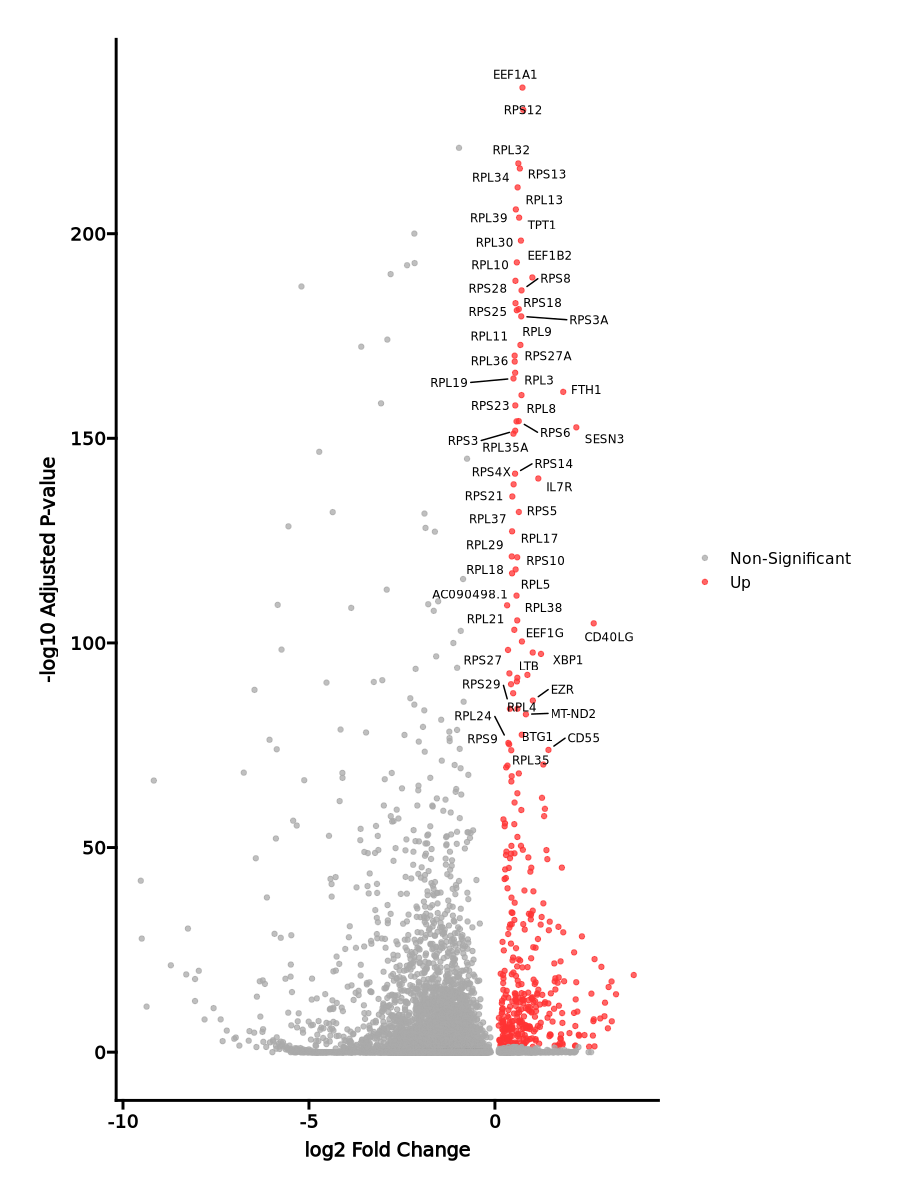 EEF1A1
RPS12
RPL32
RPS13
RPL34
RPL13
RPL39
TPT1
200
RPL30
EEF1B2
RPL10
RPS8
RPS28
RPS18
RPS25
RPS3A
RPL9
RPL11
RPS27A
RPL36
RPL3
RPL19
FTH1
RPS23
RPL8
RPS6
150
SESN3
RPS3
RPL35A
RPS14
RPS4X
IL7R
RPS21
RPS5
RPL37
RPL17
RPL29
RPS10
RPL18
RPL5
AC090498.1
RPL38
RPL21
EEF1G
CD40LG
100
RPS27
LTB
XBP1
RPS29
EZR
RPL4
MT-ND2
RPL24
RPS9
BTG1
CD55
RPL35
50
0
-10
-5
0
log2 Fold Change
-log10 Adjusted P-value
Non-Significant
Up